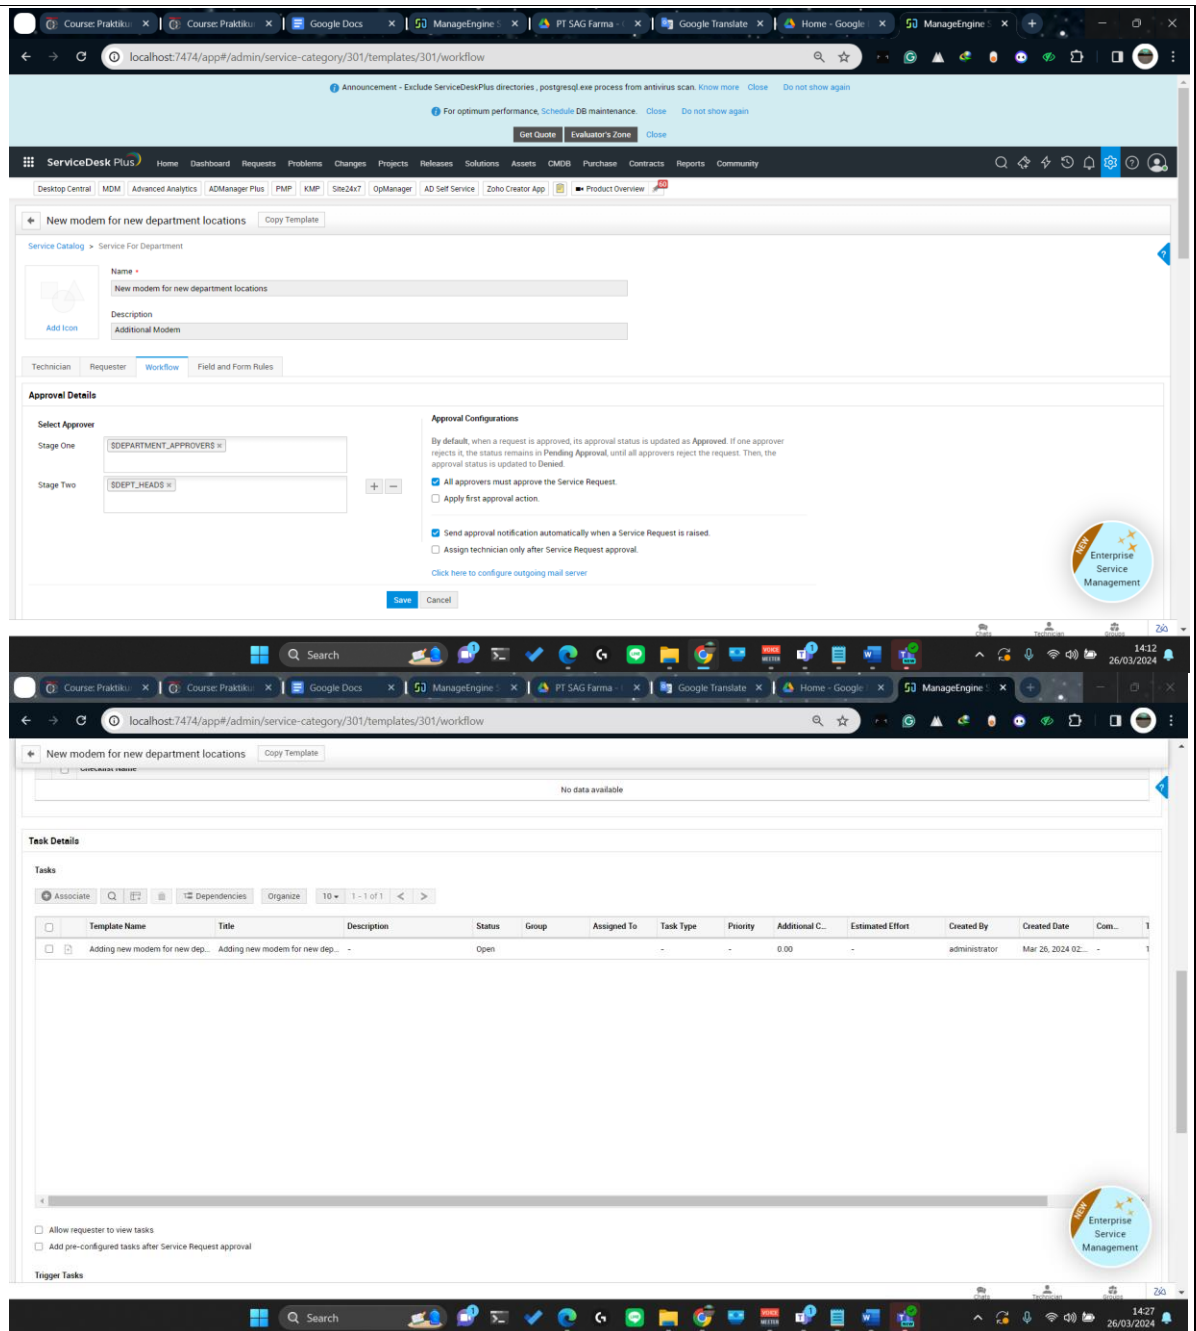 Course: Praktiku
Course: Praktiku
Google Docs
ManageEngine S
PT SAG Farma -
Google Translate
Home - Google
ManageEngine S
localhost:7474/app#/admin/service-category/301/templates/301/workflow
Announcement - Exclude ServiceDeskPlus directories , postgresql.exe process from antivirus scan. Know more Close Do not show again
For optimum performance, Schedule DB maintenance. Close Do not show again
Get Quote Evaluator's Zone Close
ServiceDesk Plus Home Dashboard Requests Problems Changes Projects Releases Solutions Assets CMDB Purchase Contracts Reports Community
Desktop Central MDM Advanced Analytics ADManager Plus PMP KMP Site24x7 OpManager AD Self Service Zoho Creator App Product Overview 60
New modem for new department locations Copy Template
Service Catalog > Service For Department
Name *
New modem for new department locations
Description
Additional Modem
Add Icon
Technician Requester Workflow Field and Form Rules
Approval Details
Select Approver
Stage One $DEPARTMENT_APPROVER$
Stage Two $DEPT_HEAD$
Approval Configurations
By default, when a request is approved, its approval status is updated as Approved. If one approver
rejects it, the status remains in Pending Approval, until all approvers reject the request. Then, the
approval status is updated to Denied.
All approvers must approve the Service Request.
Apply first approval action.
Send approval notification automatically when a Service Request is raised.
Assign technician only after Service Request approval.
Click here to configure outgoing mail server
Save Cancel
NEW
Enterprise
Service
Management
Chats Technician Groups
Search
14:12
26/03/2024
Course: Praktiku
Course: Praktiku
Google Docs
ManageEngine S
PT SAG Farma -
Google Translate
Home - Google
ManageEngine S
localhost:7474/app#/admin/service-category/301/templates/301/workflow
New modem for new department locations Copy Template
Checklist Name
No data available
Task Details
Tasks
Associate Dependencies Organize 10 1 - 1 of 1
Template Name Title Description Status Group Assigned To Task Type Priority Additional C... Estimated Effort Created By Created Date Com... T
Adding new modem for new dep... Adding new modem for new dep... - Open - - 0.00 - administrator Mar 26, 2024 02:... - T
Allow requester to view tasks
Add pre-configured tasks after Service Request approval
Trigger Tasks
NEW
Enterprise
Service
Management
Chats Technician Groups
Search
14:27
26/03/2024